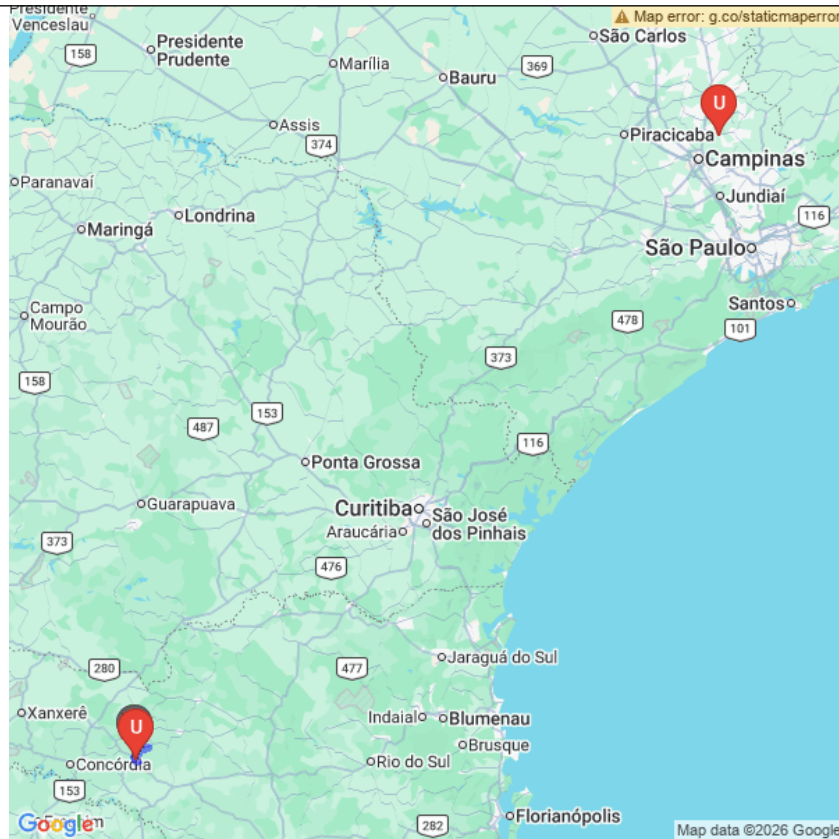 Presidente
Venceslau
Map error: g.co/staticmaperror
158
Presidente
Prudente
São Carlos
Marília
369
Bauru
U
Assis
374
Piracicaba
Campinas
Paranavaí
Jundiaí
116
Londrina
Maringá
São Paulo
Santos
Campo
Mourão
478
101
373
158
153
487
116
Ponta Grossa
Guarapuava
Curitiba
São José
dos Pinhais
Araucária
373
476
280
477
Jaraguá do Sul
Xanxerê
Indaial
Blumenau
U
Brusque
Concórdia
Rio do Sul
153
Google
282
Florianópolis
Map data ©2026 Google